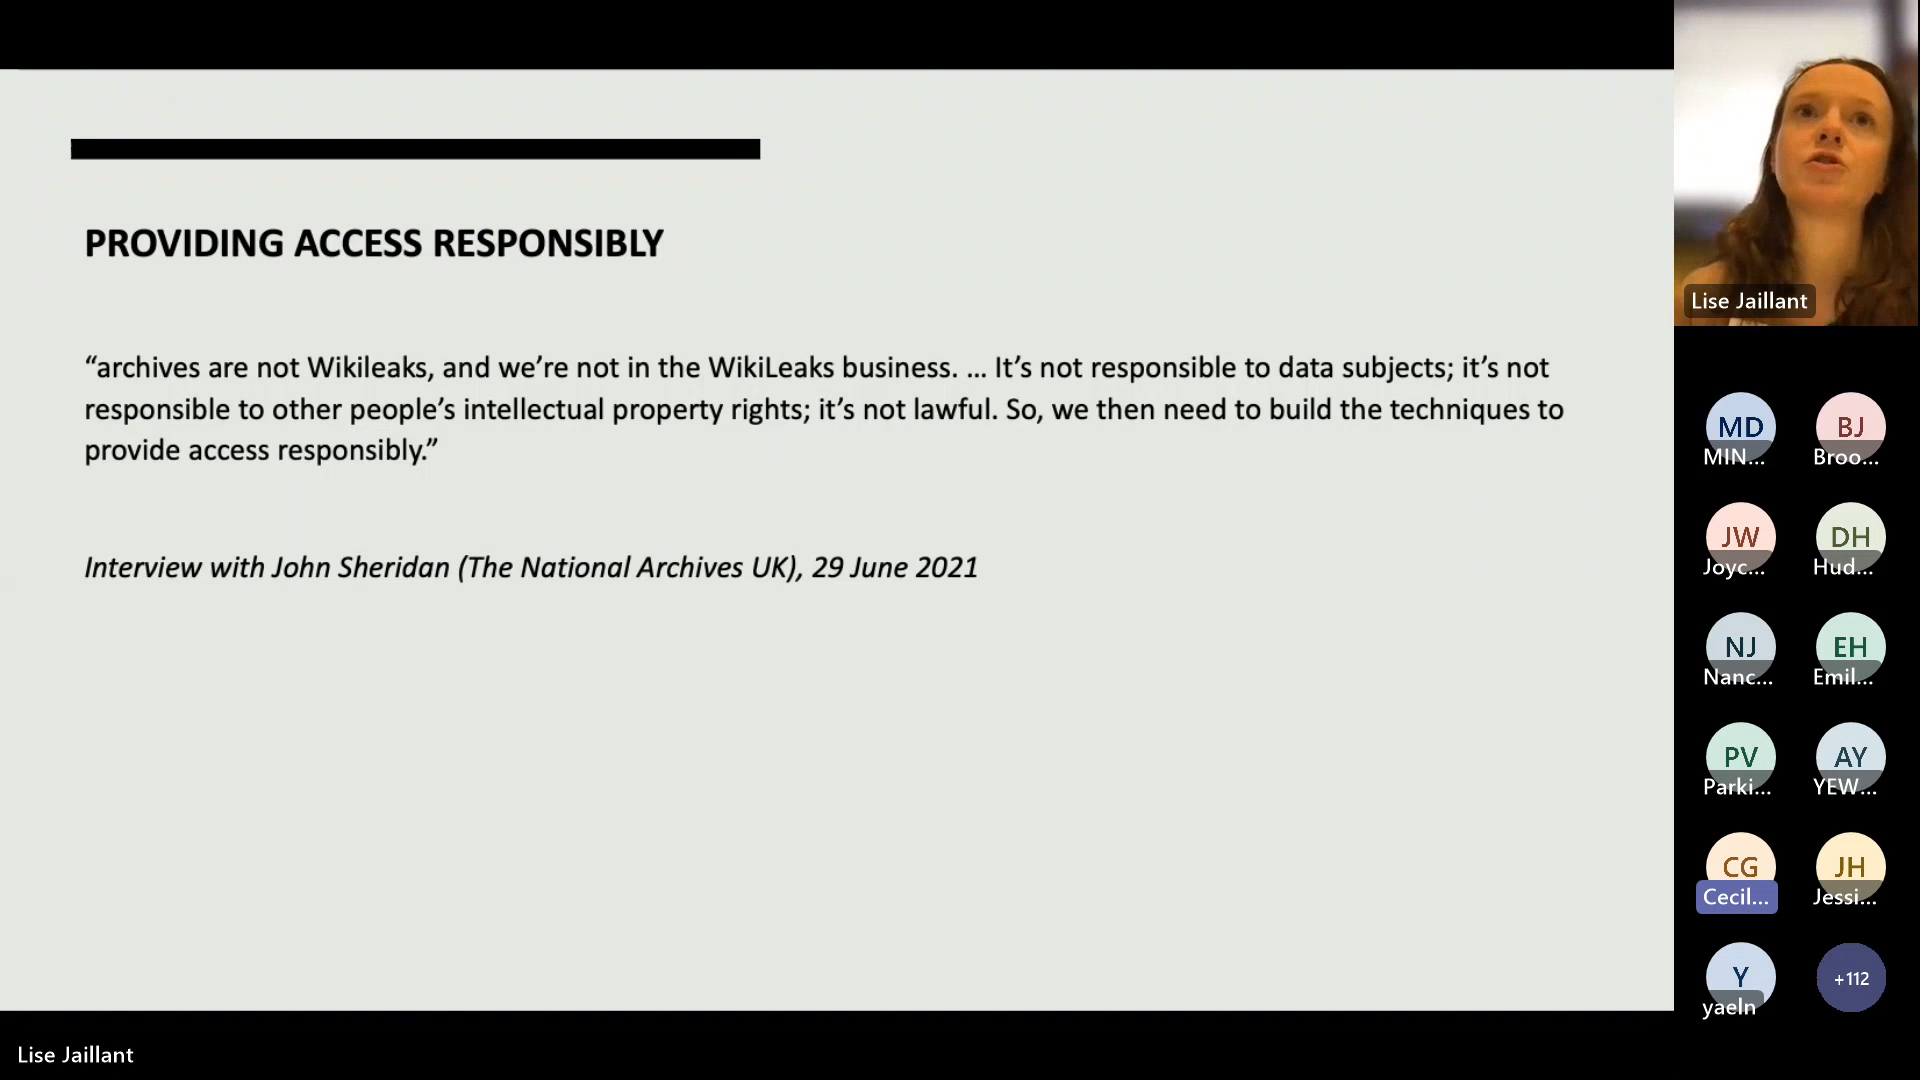 PROVIDING ACCESS RESPONSIBLY
“archives are not Wikileaks, and we’re not in the WikiLeaks business. ... It’s not responsible to data subjects; it’s not
responsible to other people’s intellectual property rights; it’s not lawful. So, we then need to build the techniques to
provide access responsibly.”
Interview with John Sheridan (The National Archives UK), 29 June 2021
Lise Jaillant
Lise Jaillant
MD
MIN...
BJ
Broo...
JW
Joyc...
DH
Hud...
NJ
Nanc...
EH
Emil...
PV
Parki...
AY
YEW...
CG
Cecil...
JH
Jessi...
Y
yaeln
+112